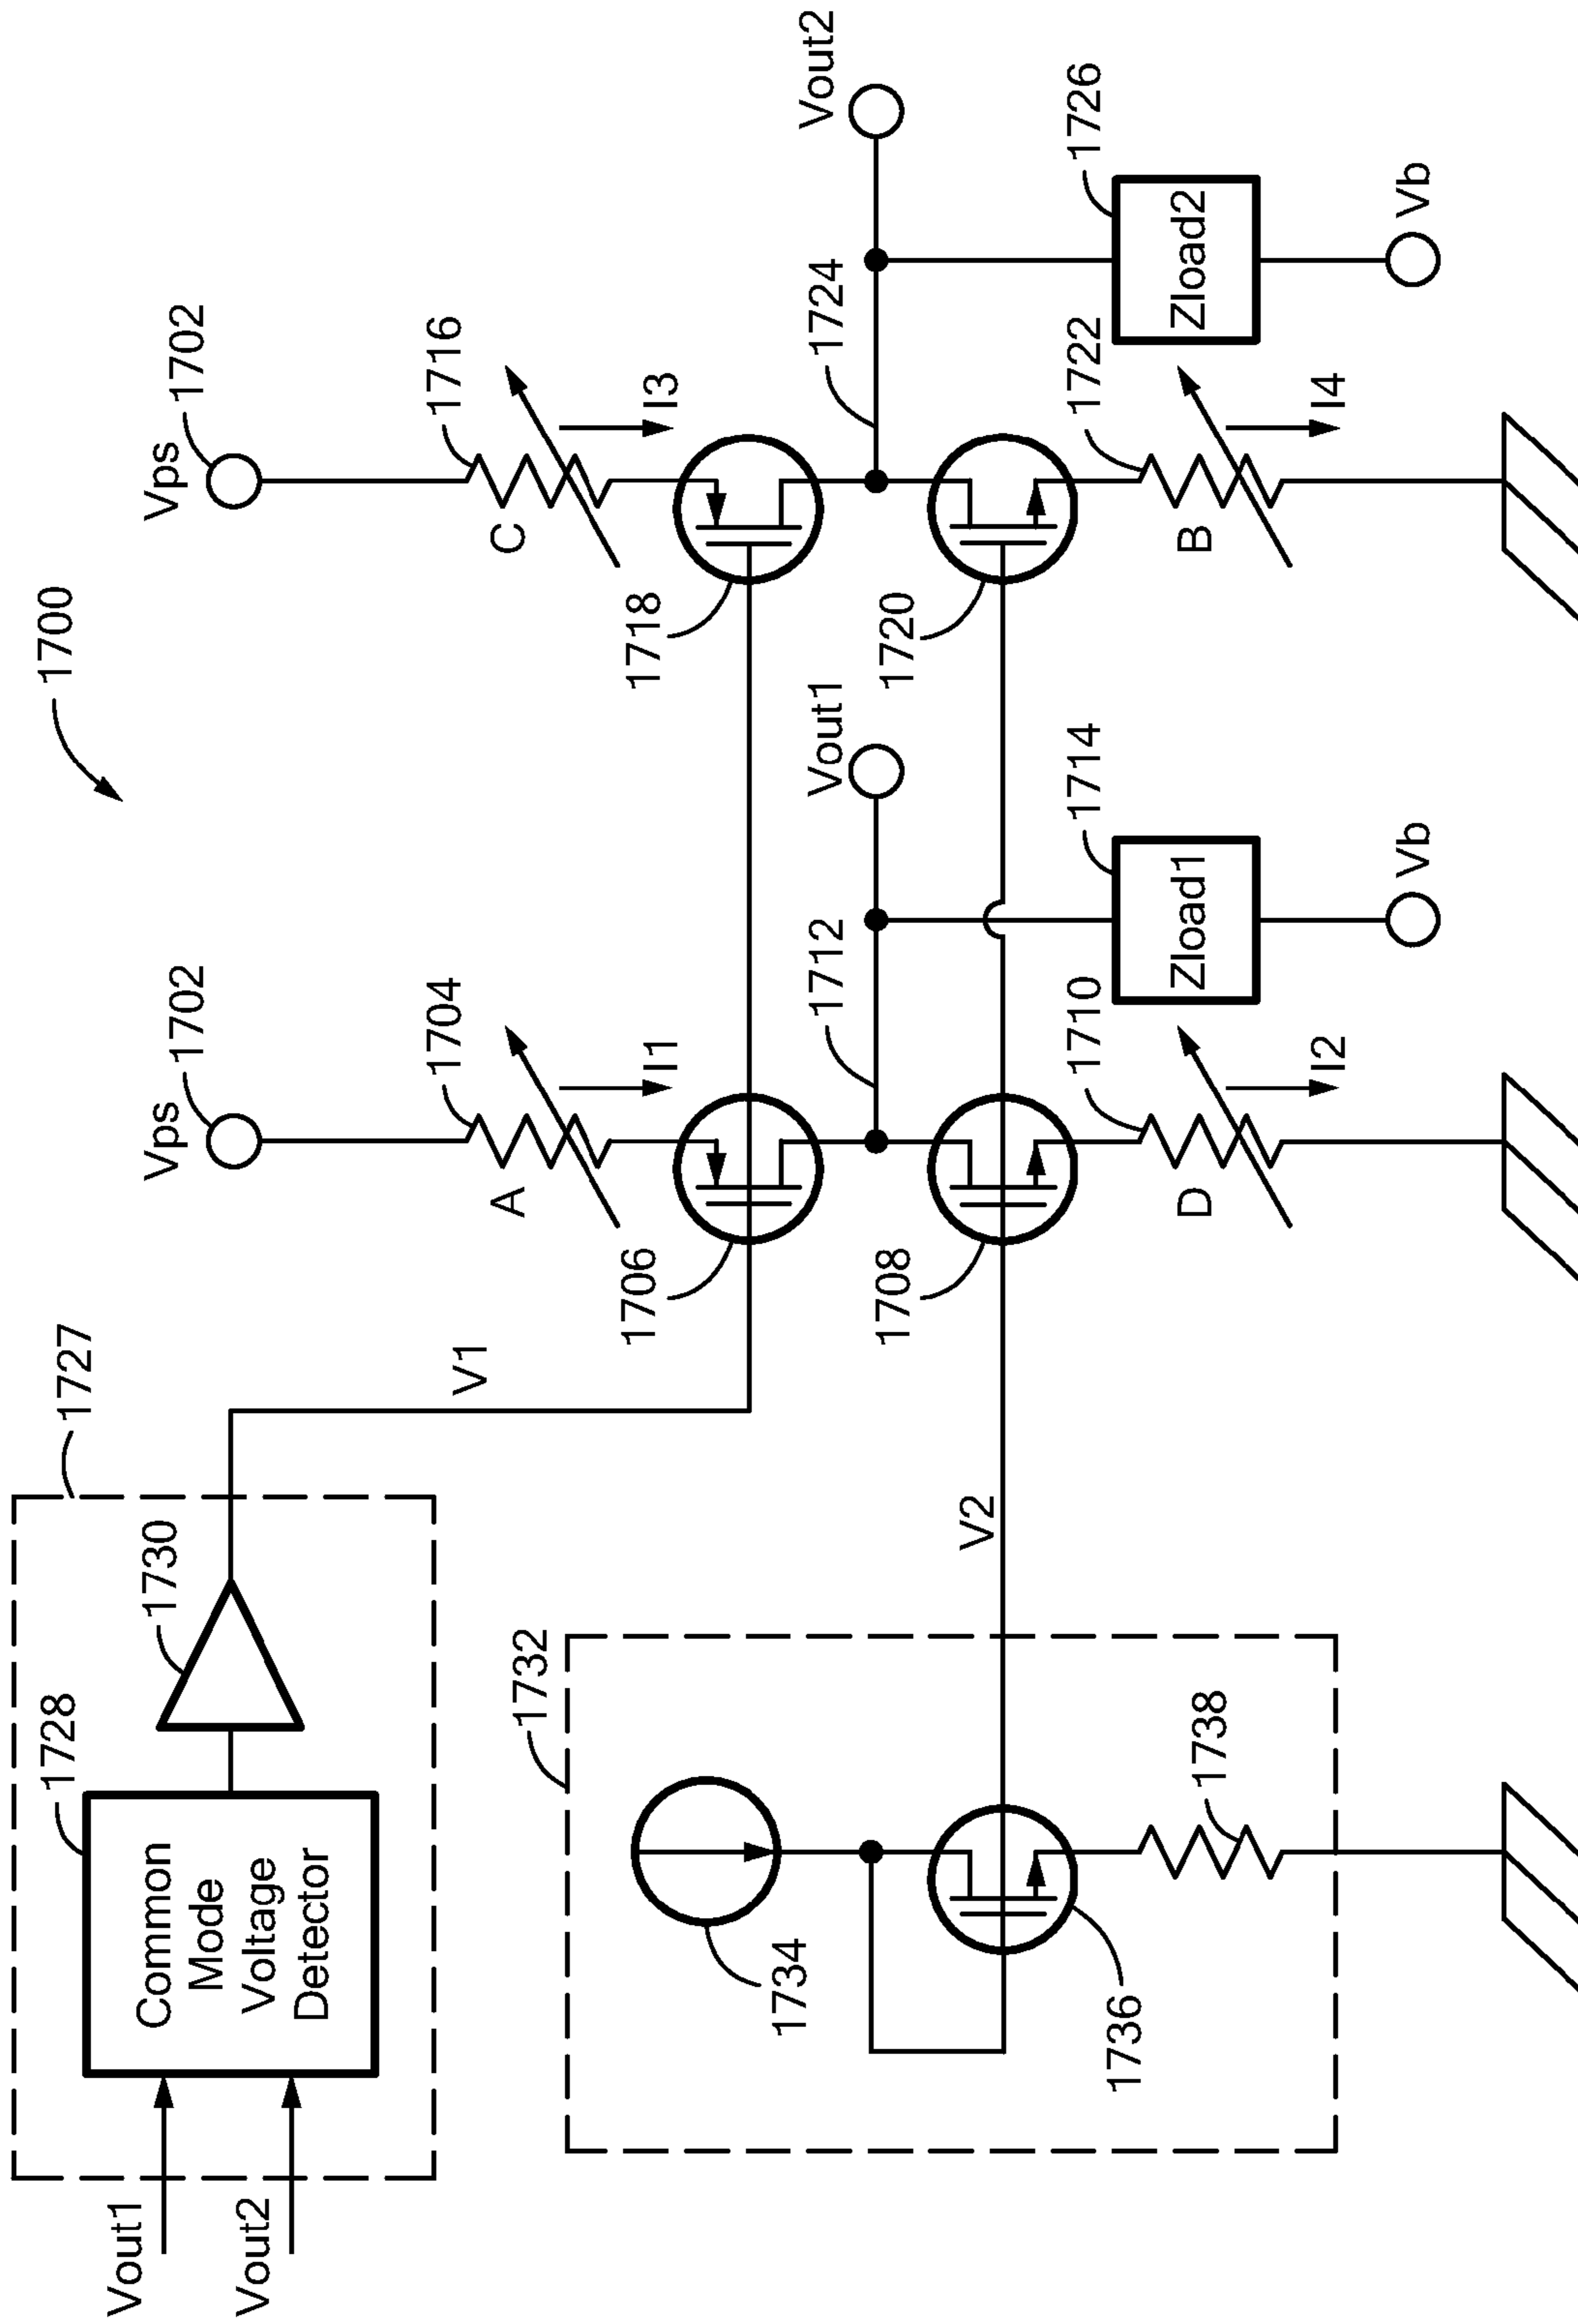 1700
Vps
1702
Vps
1702
1727
1728
1730
Common
Mode
Voltage
Detector
Vout1
Vout2
V1
A
1704
I1
C
1716
I3
1706
1718
1732
1734
1712
Vout1
1724
Vout2
V2
1708
1720
1736
1738
D
1710
I2
Zload1
1714
B
1722
I4
Zload2
1726
Vb
Vb